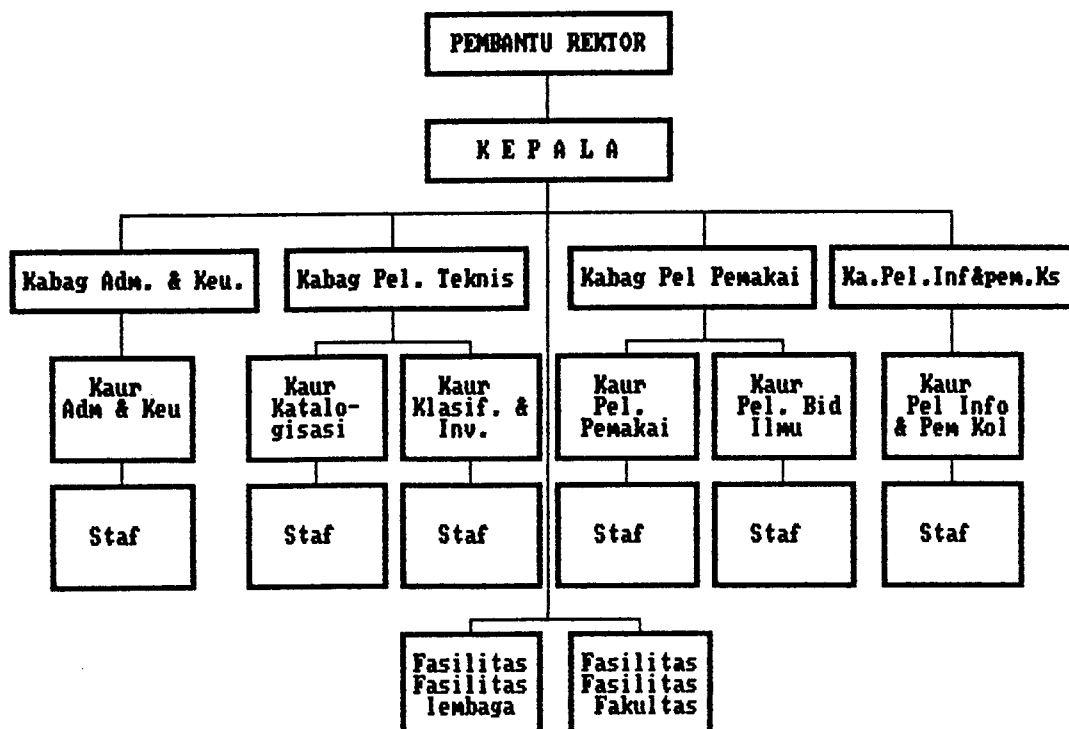 PEMBANTU REKTOR
K E P A L A
Kabag Adm. & Keu.
Kabag Pel. Teknis
Kabag Pel Pemakai
Ka.Pel.Inf&pem.Ks
Kaur
Adm & Keu
Kaur
Katalo-
gisasi
Kaur
Klasif. &
Inv.
Kaur
Pel.
Pemakai
Kaur
Pel. Bid
Ilmu
Kaur
Pel Info
& Pem Kol
Staf
Staf
Staf
Staf
Staf
Staf
Fasilitas
Fasilitas
lembaga
Fasilitas
Fasilitas
Fakultas